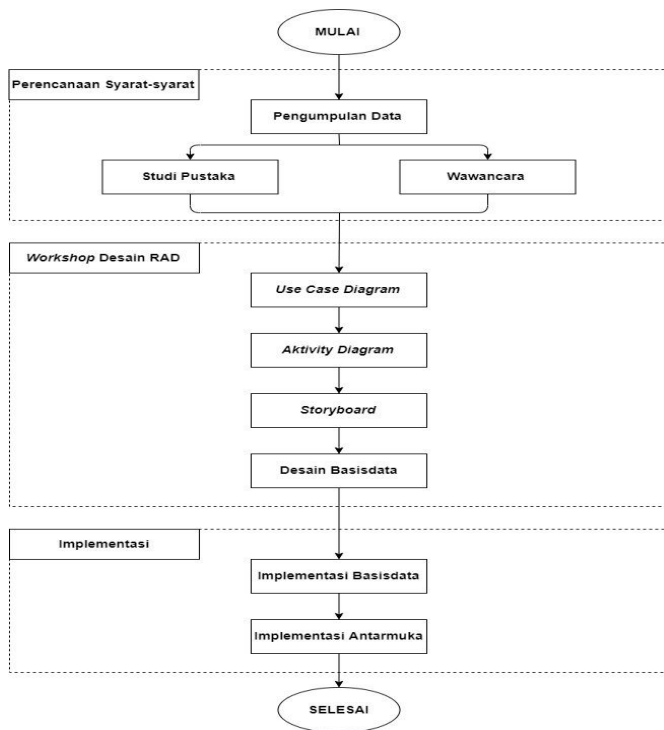 MULAI
Perencanaan Syarat-syarat
Pengumpulan Data
Studi Pustaka
Wawancara
Workshop Desain RAD
Use Case Diagram
Aktivity Diagram
Storyboard
Desain Basisdata
Implementasi
Implementasi Basisdata
Implementasi Antarmuka
SELESAI